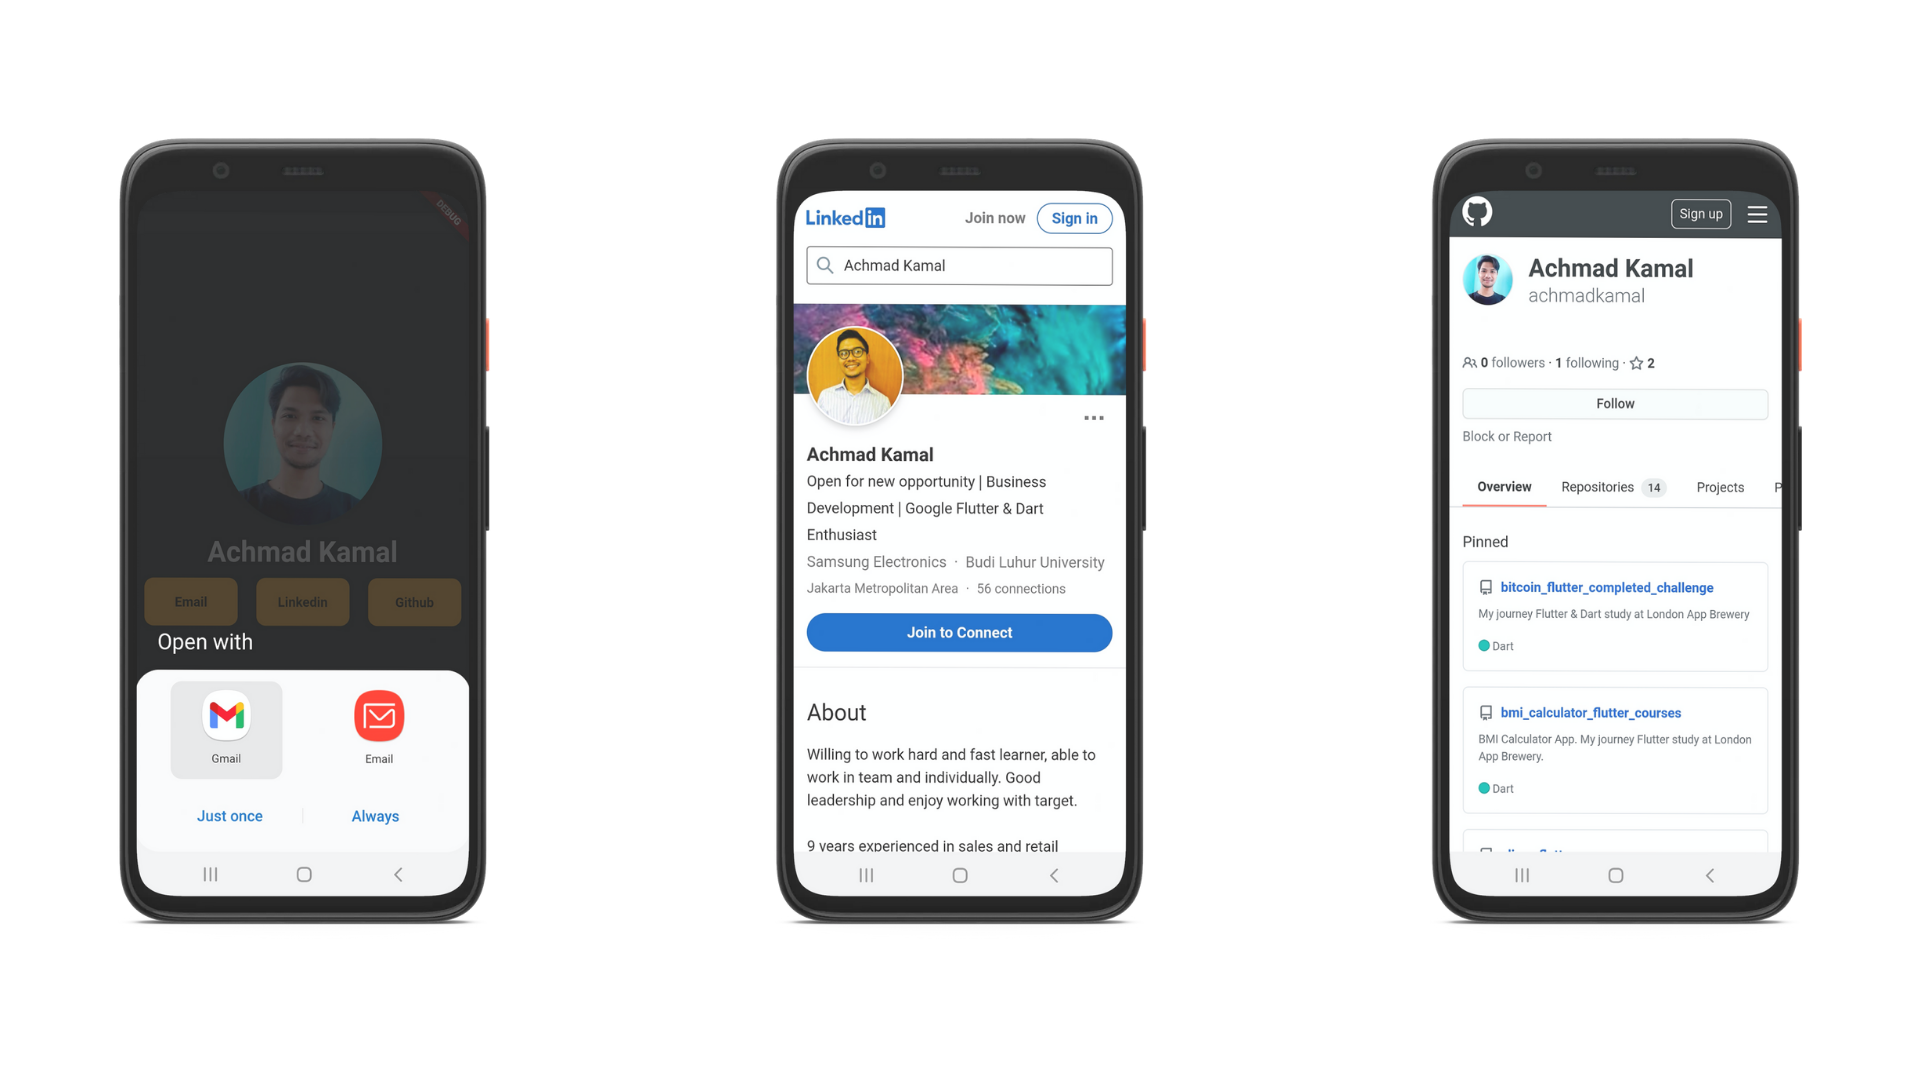 DEBUG
Achmad Kamal
Email
Linkedin
Github
Open with
Gmail
Email
Just once
Always
Linked in
Join now
Sign in
Achmad Kamal
Achmad Kamal
Open for new opportunity | Business
Development | Google Flutter & Dart
Enthusiast
Samsung Electronics · Budi Luhur University
Jakarta Metropolitan Area · 56 connections
Join to Connect
About
Willing to work hard and fast learner, able to
work in team and individually. Good
leadership and enjoy working with target.
9 years experienced in sales and retail
Sign up
Achmad Kamal
achmadkamal
0 followers · 1 following · 2
Follow
Block or Report
Overview
Repositories 14
Projects
P
Pinned
bitcoin_flutter_completed_challenge
My journey Flutter & Dart study at London App Brewery
Dart
bmi_calculator_flutter_courses
BMI Calculator App. My journey Flutter study at London
App Brewery.
Dart